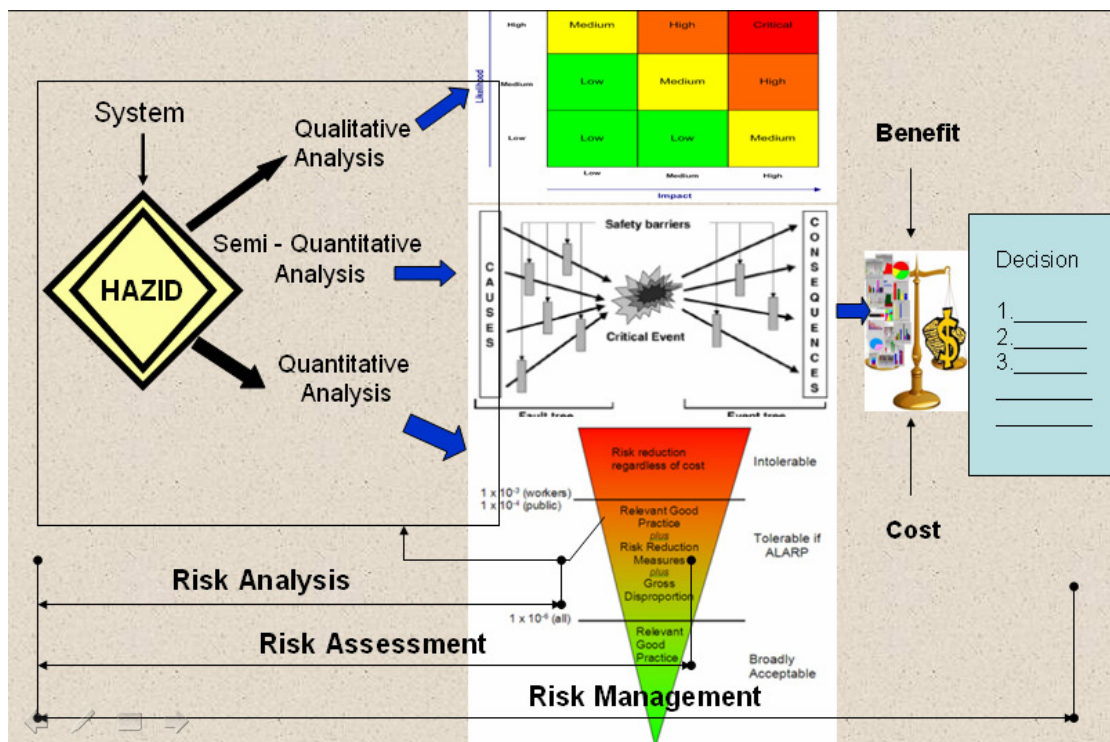 System
HAZID
Qualitative
Analysis
Semi - Quantitative
Analysis
Quantitative
Analysis
Likelihood
High
Medium
High
Critical
Medium
Low
Medium
High
Low
Low
Low
Medium
Low
Medium
High
Impact
CAUSES
Safety barriers
Critical Event
CONSEQUENCES
Fault tree
Event tree
Risk reduction
regardless of cost
Intolerable
1 x 10⁻³ (workers)
1 x 10⁻⁴ (public)
Relevant Good
Practice
plus
Risk Reduction
Measures
plus
Gross
Disproportion
Tolerable if
ALARP
1 x 10⁻⁶ (all)
Relevant
Good
Practice
Broadly
Acceptable
Benefit
$
Cost
Decision
1.______
2.______
3.______
Risk Analysis
Risk Assessment
Risk Management